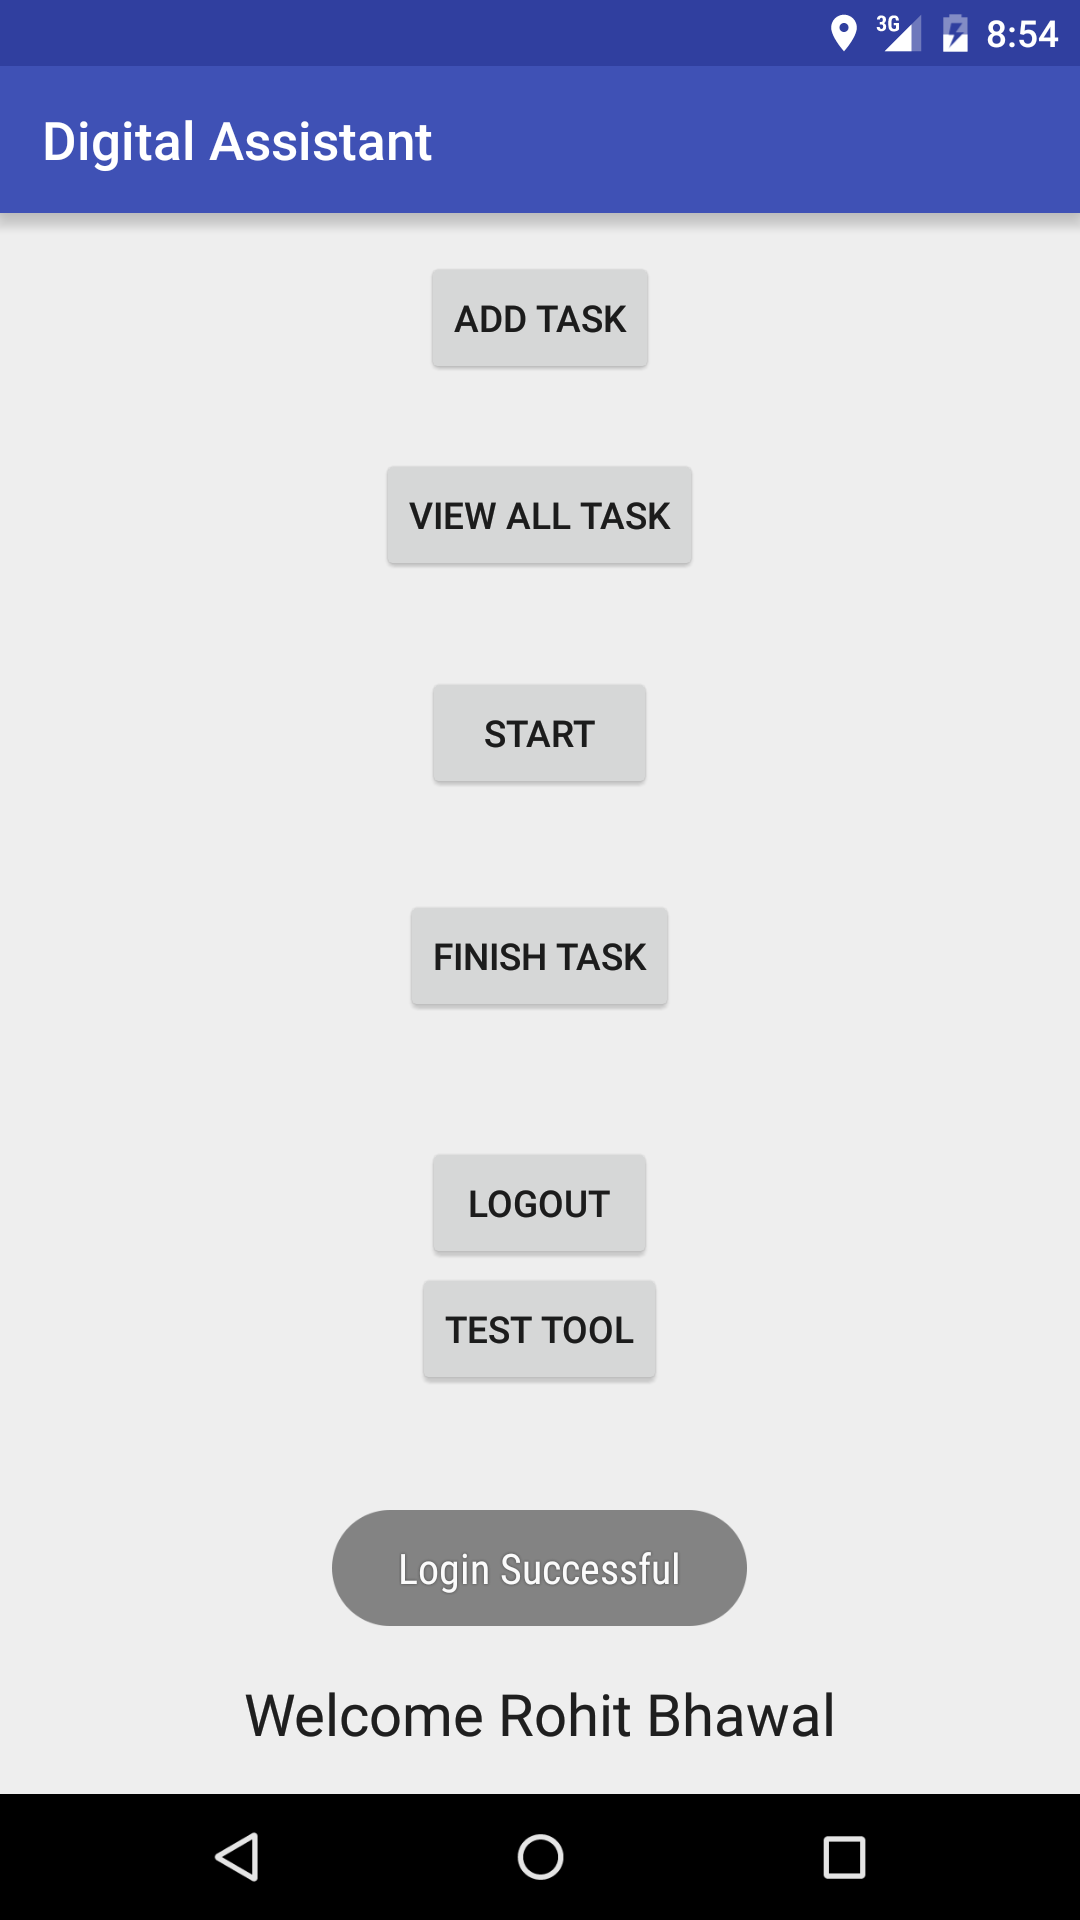 3G 8:54
Digital Assistant
ADD TASK
VIEW ALL TASK
START
FINISH TASK
LOGOUT
TEST TOOL
Login Successful
Welcome Rohit Bhawal